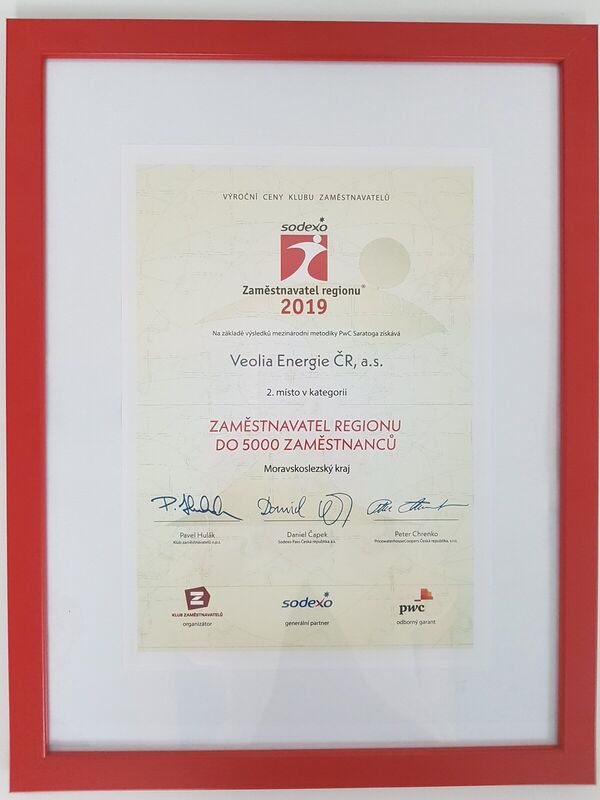 VÝROČNÍ CENY KLUBU ZAMĚSTNAVATELŮ
sodexo
Zaměstnavatel regionu®
2019
Na základě výsledků mezinárodní metodiky PwC Saratoga získává
Veolia Energie ČR, a.s.
2. místo v kategorii
ZAMĚSTNAVATEL REGIONU
DO 5000 ZAMĚSTNANCŮ
Moravskoslezský kraj
P. Hulák Daniel
Pavel Hulák Daniel Čapek Peter Chrenko
Klub zaměstnavatelů o.p.s. Sodexo Pass Česká republika a.s. PricewaterhouseCoopers Česká republika, s.r.o.
KLUB ZAMĚSTNAVATELŮ sodexo pwc
organizátor generální partner odborný garant